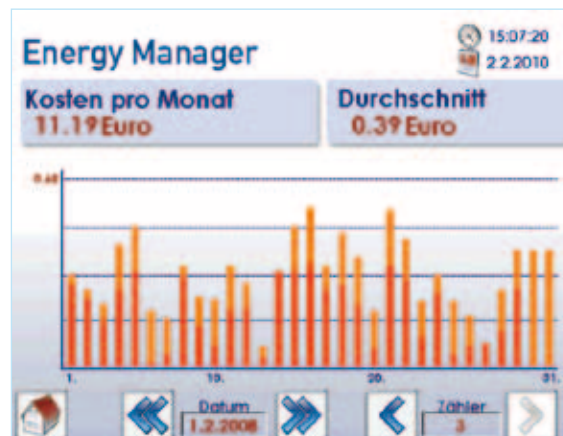 Energy Manager
15:07:20
2.2.2010
Kosten pro Monat
11.19 Euro
Durchschnitt
0.39 Euro
0.68
1.
10.
20.
31.
Datum
1.2.2008
Zähler
3